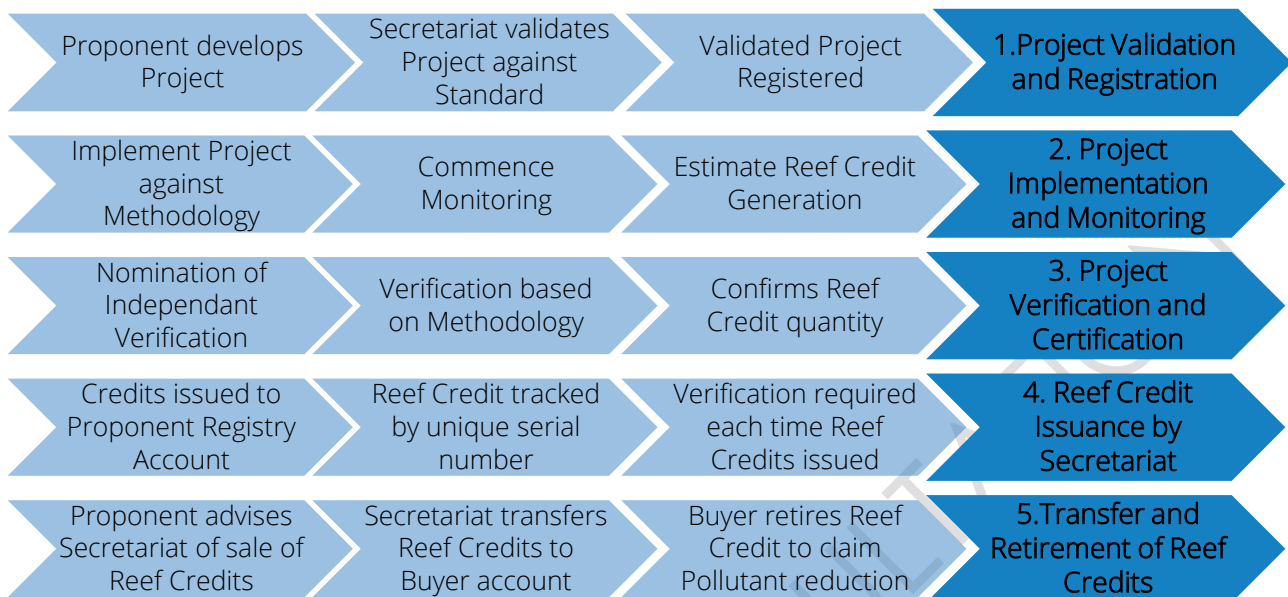 Proponent develops
Project
Secretariat validates
Project against
Standard
Validated Project
Registered
1.Project Validation
and Registration
Implement Project
against
Methodology
Commence
Monitoring
Estimate Reef Credit
Generation
2. Project
Implementation
and Monitoring
Nomination of
Independant
Verification
Verification based
on Methodology
Confirms Reef
Credit quantity
3. Project
Verification and
Certification
Credits issued to
Proponent Registry
Account
Reef Credit tracked
by unique serial
number
Verification required
each time Reef
Credits issued
4. Reef Credit
Issuance by
Secretariat
Proponent advises
Secretariat of sale of
Reef Credits
Secretariat transfers
Reef Credits to
Buyer account
Buyer retires Reef
Credit to claim
Pollutant reduction
5.Transfer and
Retirement of Reef
Credits